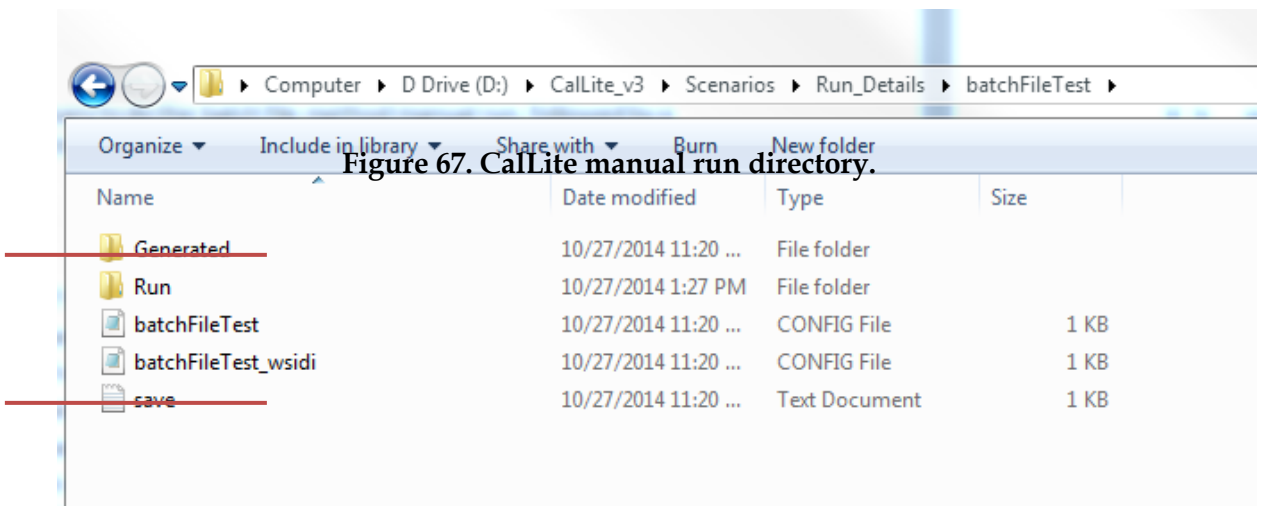 Computer ▸ D Drive (D:) ▸ CalLite_v3 ▸ Scenarios ▸ Run_Details ▸ batchFileTest ▸
Organize ▾ Include in library ▾ Share with ▾ Burn New folder
Figure 67. CalLite manual run directory.
Name Date modified Type Size
Generated 10/27/2014 11:20 ... File folder
Run 10/27/2014 1:27 PM File folder
batchFileTest 10/27/2014 11:20 ... CONFIG File 1 KB
batchFileTest_wsidi 10/27/2014 11:20 ... CONFIG File 1 KB
save 10/27/2014 11:20 ... Text Document 1 KB